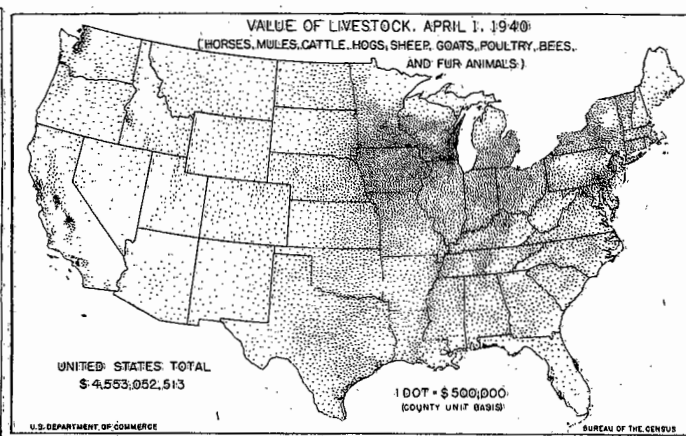 VALUE OF LIVESTOCK, APRIL 1, 1940
(HORSES, MULES, CATTLE, HOGS, SHEEP, GOATS, POULTRY, BEES,
AND FUR ANIMALS)
UNITED STATES TOTAL
$4,553,052,513
1 DOT = $500,000
(COUNTY UNIT BASIS)
U.S. DEPARTMENT OF COMMERCE
BUREAU OF THE CENSUS